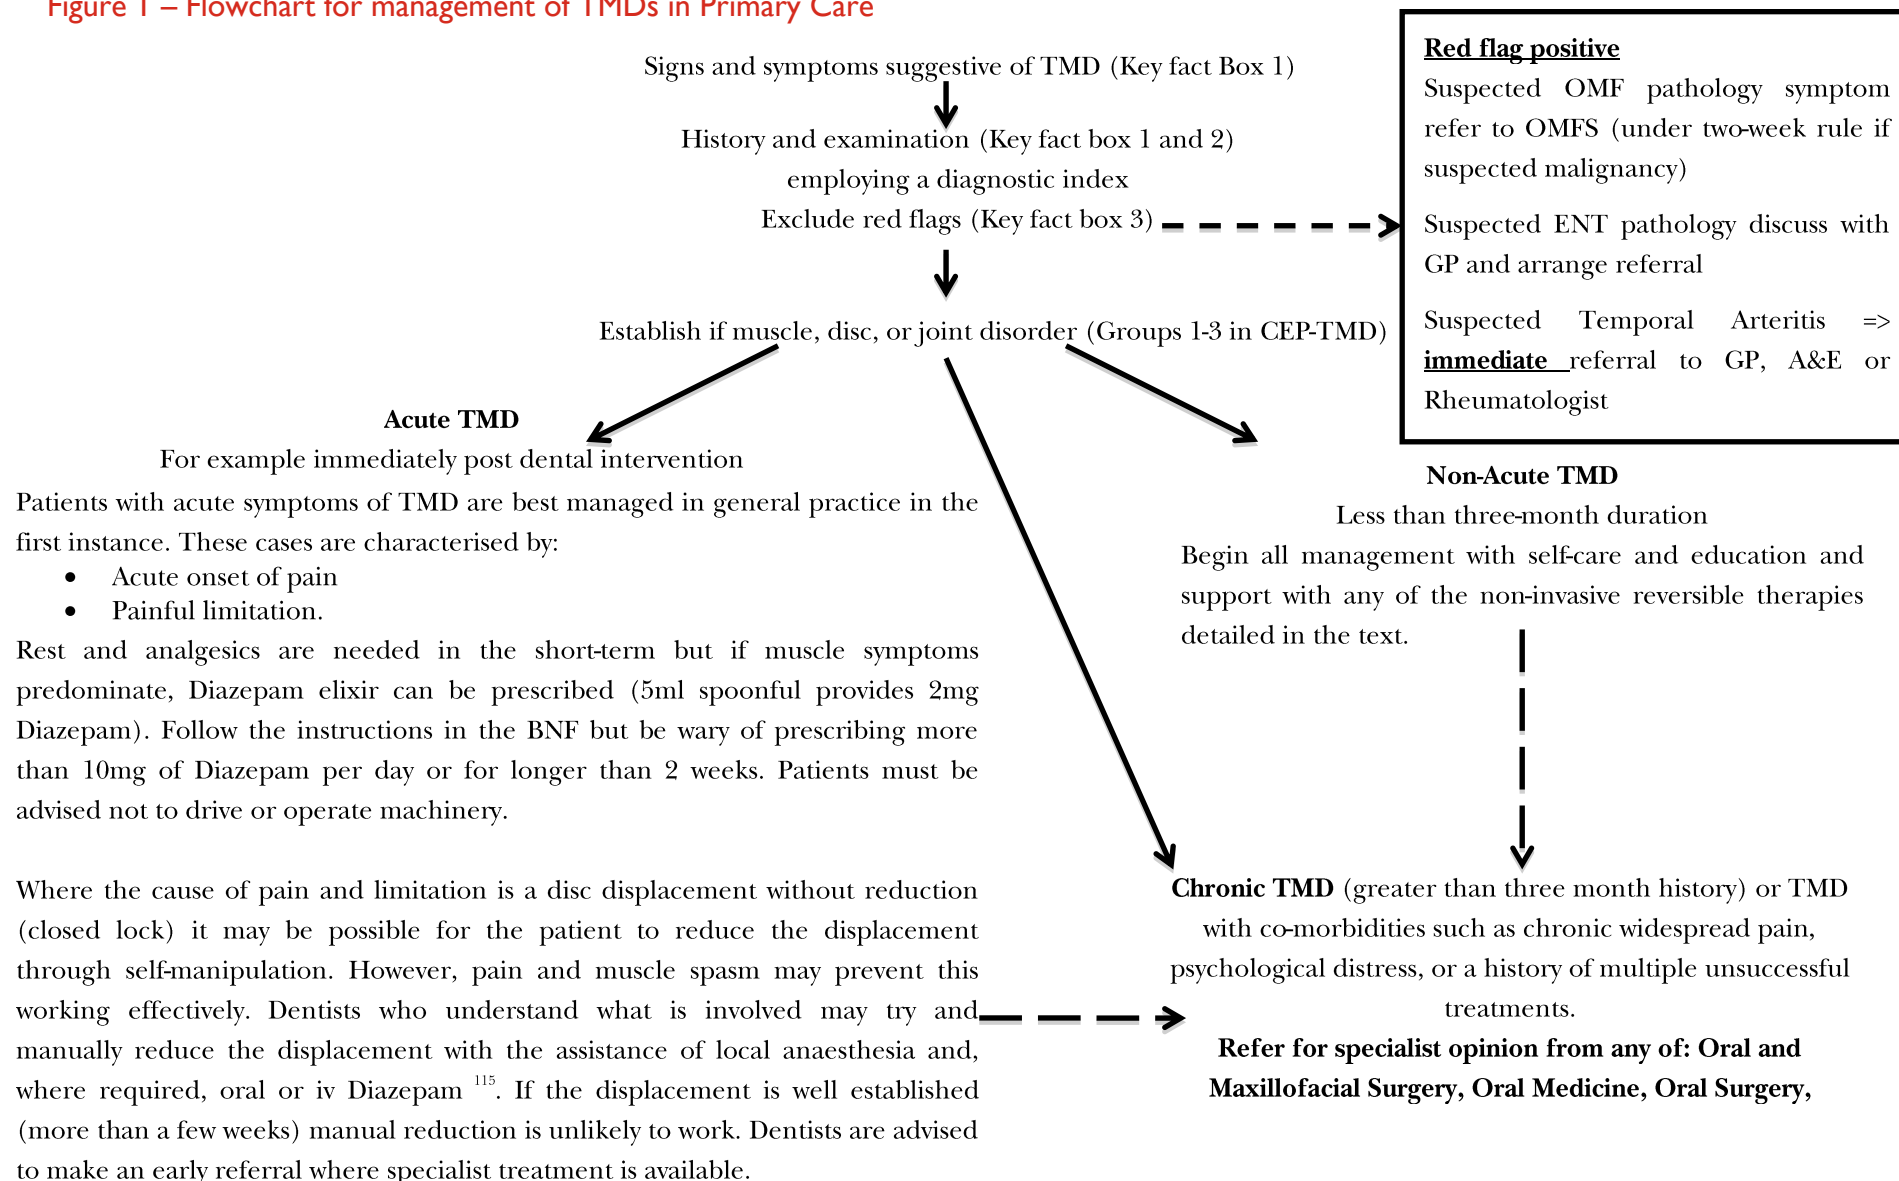 Figure 1 – Flowchart for management of TMDs in Primary Care
Signs and symptoms suggestive of TMD (Key fact Box 1)
History and examination (Key fact box 1 and 2)
employing a diagnostic index
Exclude red flags (Key fact box 3)
Red flag positive
Suspected OMF pathology symptom
refer to OMFS (under two-week rule if
suspected malignancy)
Suspected ENT pathology discuss with
GP and arrange referral
Suspected Temporal Arteritis =>
immediate referral to GP, A&E or
Rheumatologist
Establish if muscle, disc, or joint disorder (Groups 1-3 in CEP-TMD)
Acute TMD
For example immediately post dental intervention
Patients with acute symptoms of TMD are best managed in general practice in the
first instance. These cases are characterised by:
• Acute onset of pain
• Painful limitation.
Rest and analgesics are needed in the short-term but if muscle symptoms
predominate, Diazepam elixir can be prescribed (5ml spoonful provides 2mg
Diazepam). Follow the instructions in the BNF but be wary of prescribing more
than 10mg of Diazepam per day or for longer than 2 weeks. Patients must be
advised not to drive or operate machinery.
Where the cause of pain and limitation is a disc displacement without reduction
(closed lock) it may be possible for the patient to reduce the displacement
through self-manipulation. However, pain and muscle spasm may prevent this
working effectively. Dentists who understand what is involved may try and
manually reduce the displacement with the assistance of local anaesthesia and,
where required, oral or iv Diazepam 115. If the displacement is well established
(more than a few weeks) manual reduction is unlikely to work. Dentists are advised
to make an early referral where specialist treatment is available.
Non-Acute TMD
Less than three-month duration
Begin all management with self-care and education and
support with any of the non-invasive reversible therapies
detailed in the text.
Chronic TMD (greater than three month history) or TMD
with co-morbidities such as chronic widespread pain,
psychological distress, or a history of multiple unsuccessful
treatments.
Refer for specialist opinion from any of: Oral and
Maxillofacial Surgery, Oral Medicine, Oral Surgery,